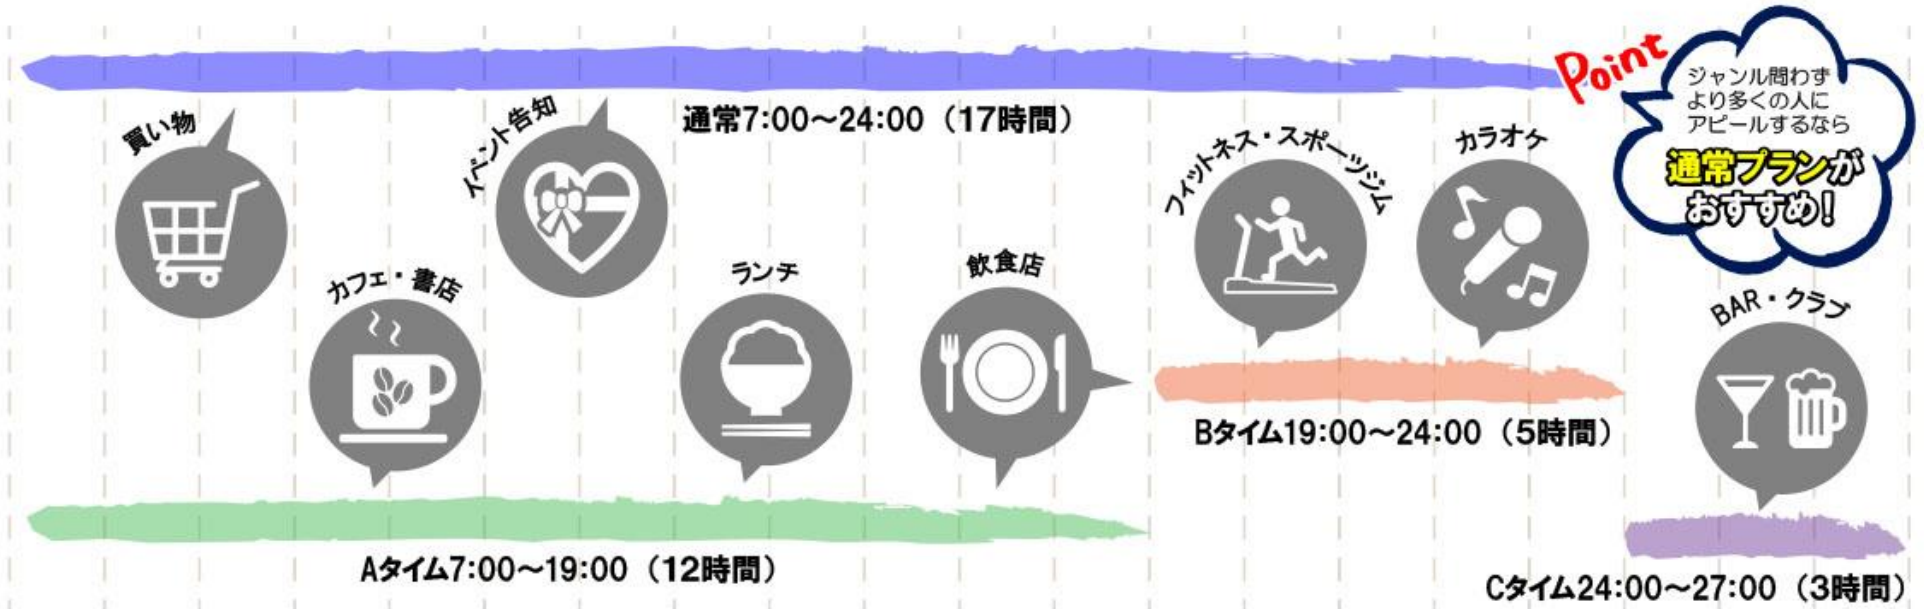 Point
ジャンル問わず
より多くの人に
アピールするなら
通常プランが
おすすめ!
通常7:00~24:00(17時間)
買い物
イベント告知
フィットネス・スポーツジム
カラオケ
カフェ・書店
ランチ
飲食店
BAR・クラブ
Bタイム19:00~24:00(5時間)
Aタイム7:00~19:00(12時間)
Cタイム24:00~27:00(3時間)